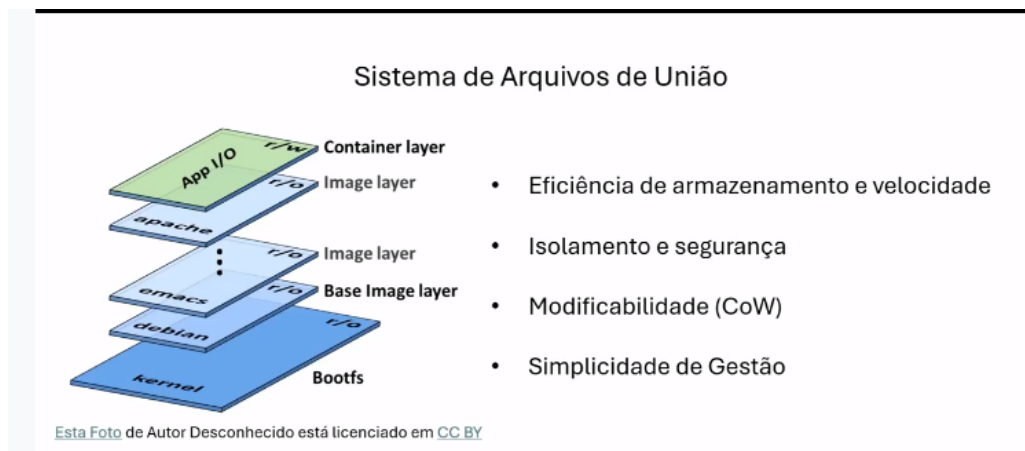 Sistema de Arquivos de União
App I/O
r/w
Container layer
apache
r/o
Image layer
emacs
r/o
Image layer
debian
r/o
Base Image layer
kernel
r/o
Bootfs
• Eficiência de armazenamento e velocidade
• Isolamento e segurança
• Modificabilidade (CoW)
• Simplicidade de Gestão
Esta Foto de Autor Desconhecido está licenciado em CC BY